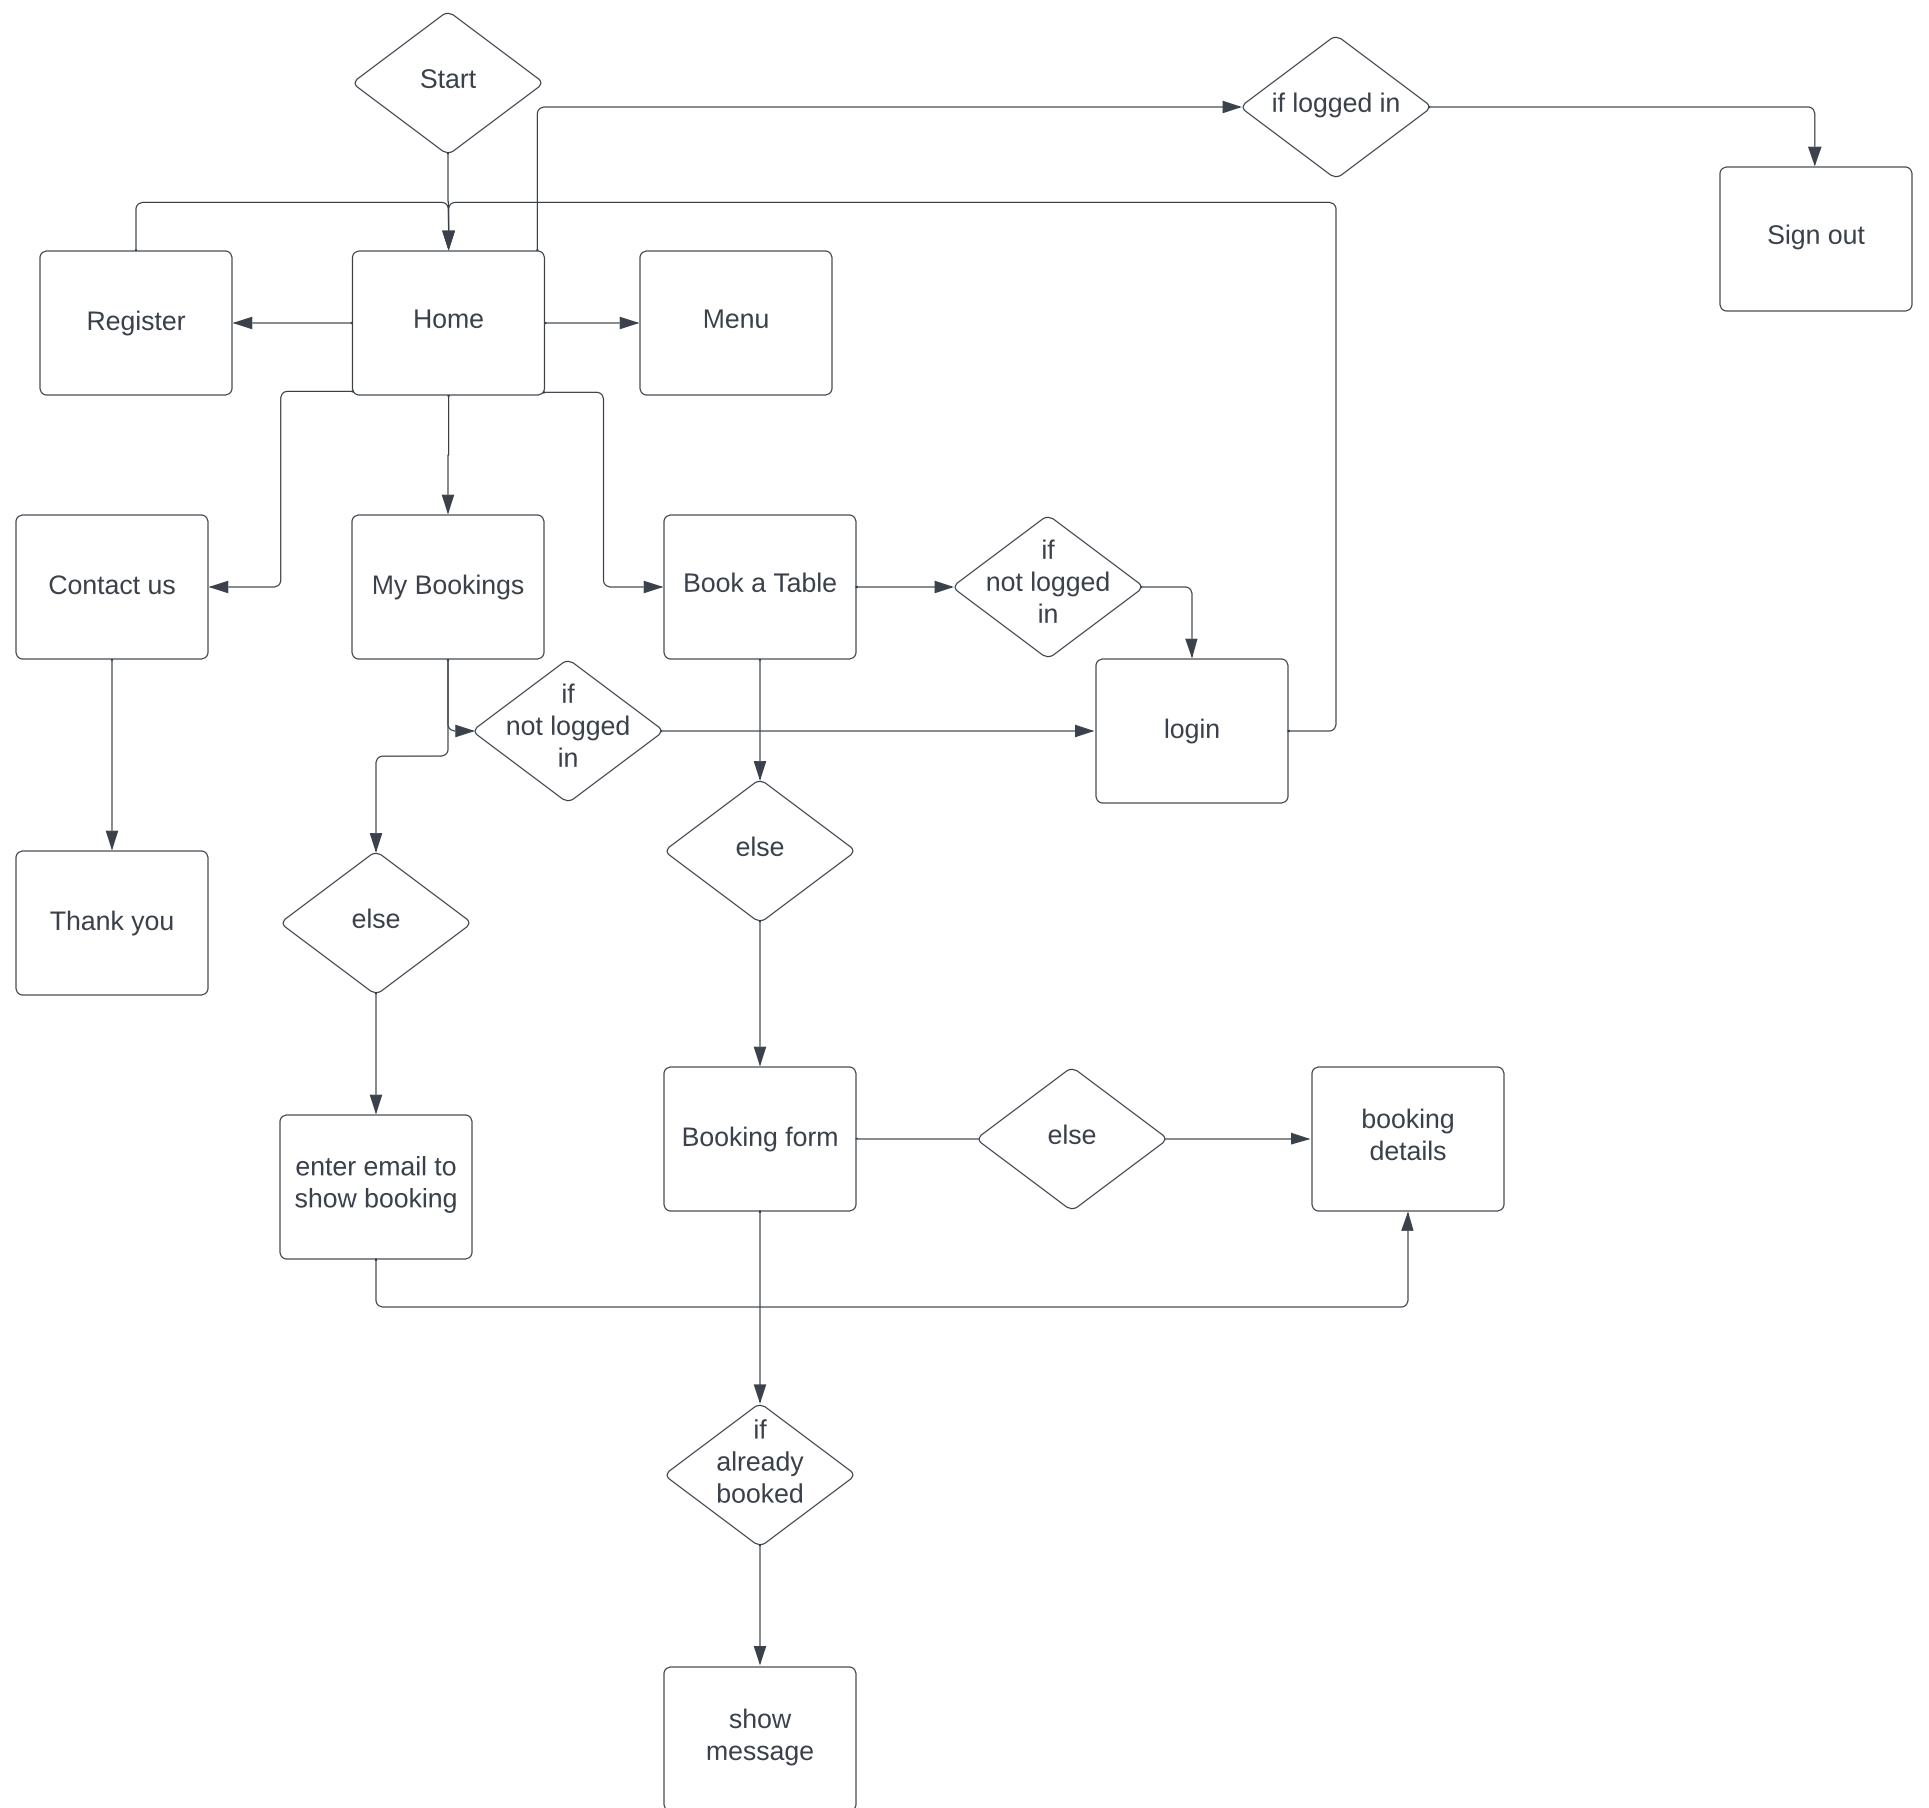 Start
if logged in
Sign out
Register
Home
Menu
Contact us
My Bookings
Book a Table
if
not logged
in
if
not logged
in
login
else
Thank you
else
Booking form
else
booking
details
enter email to
show booking
if
already
booked
show
message